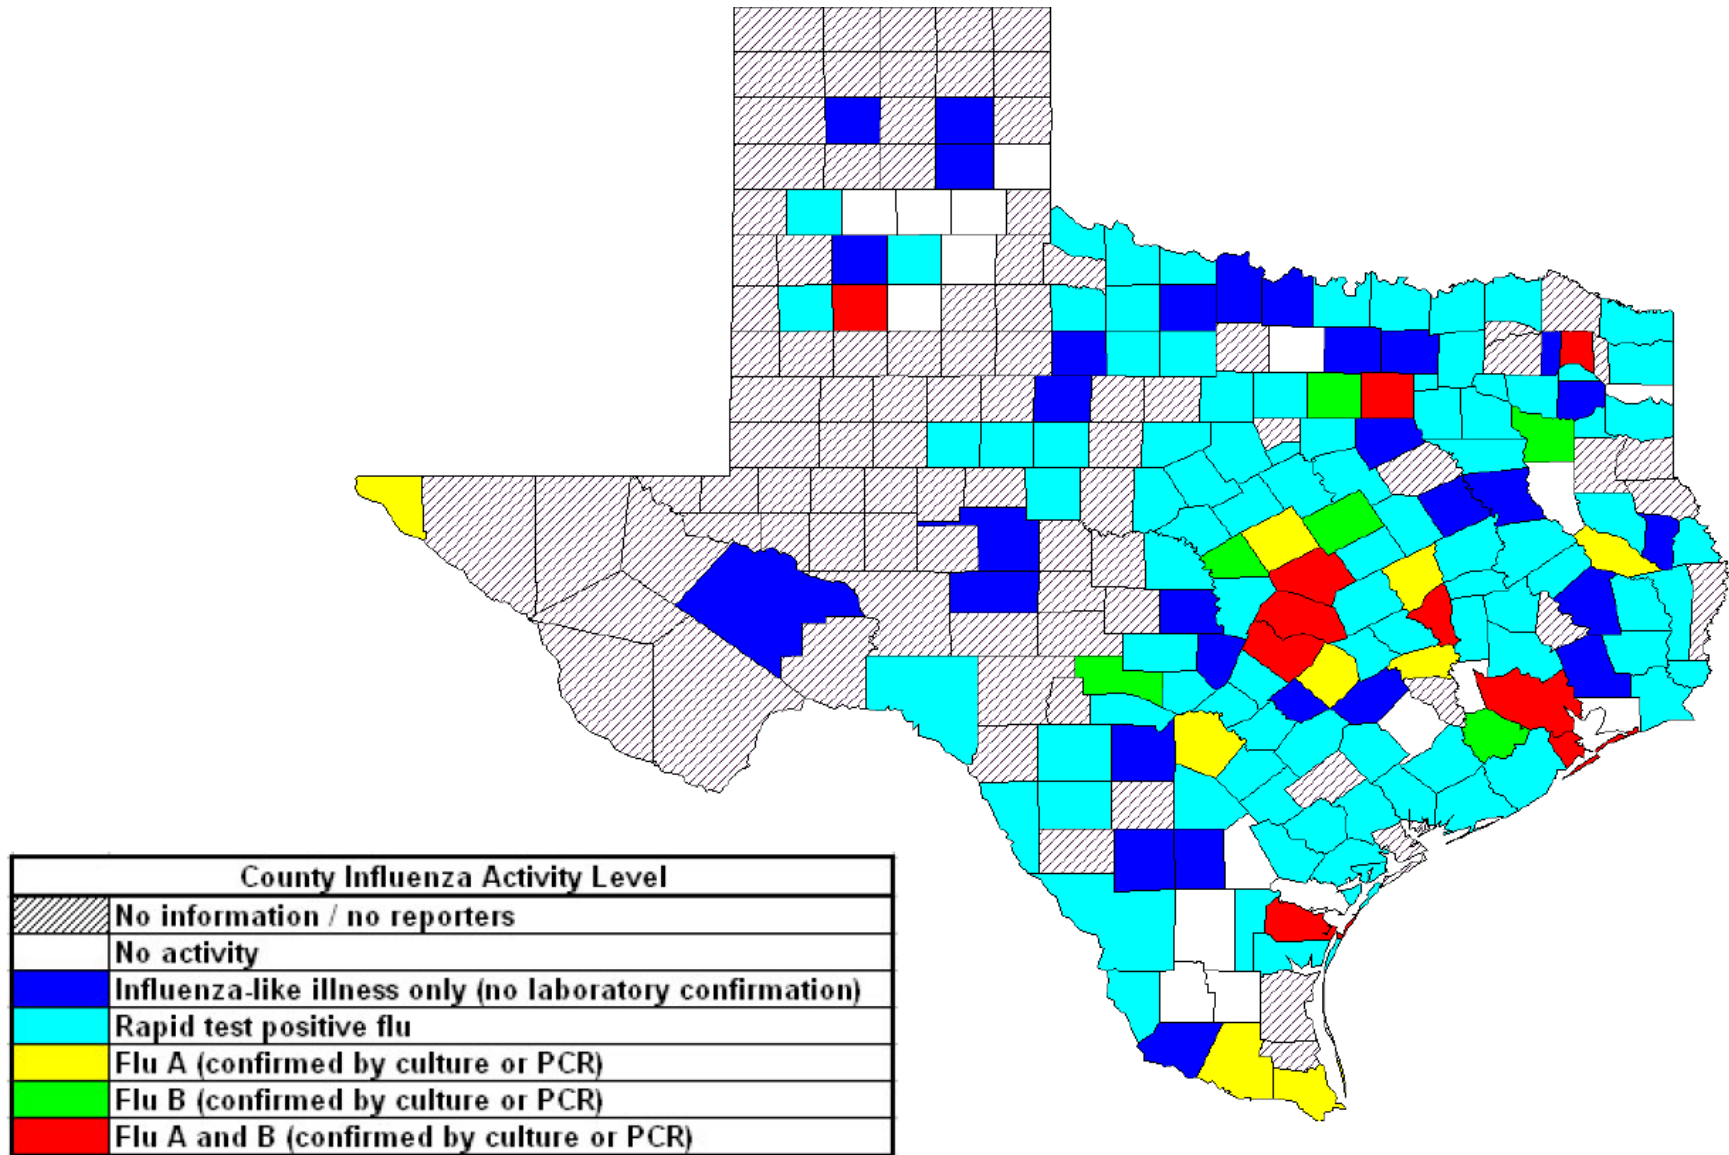 County Influenza Activity Level
No information / no reporters
No activity
Influenza-like illness only (no laboratory confirmation)
Rapid test positive flu
Flu A (confirmed by culture or PCR)
Flu B (confirmed by culture or PCR)
Flu A and B (confirmed by culture or PCR)